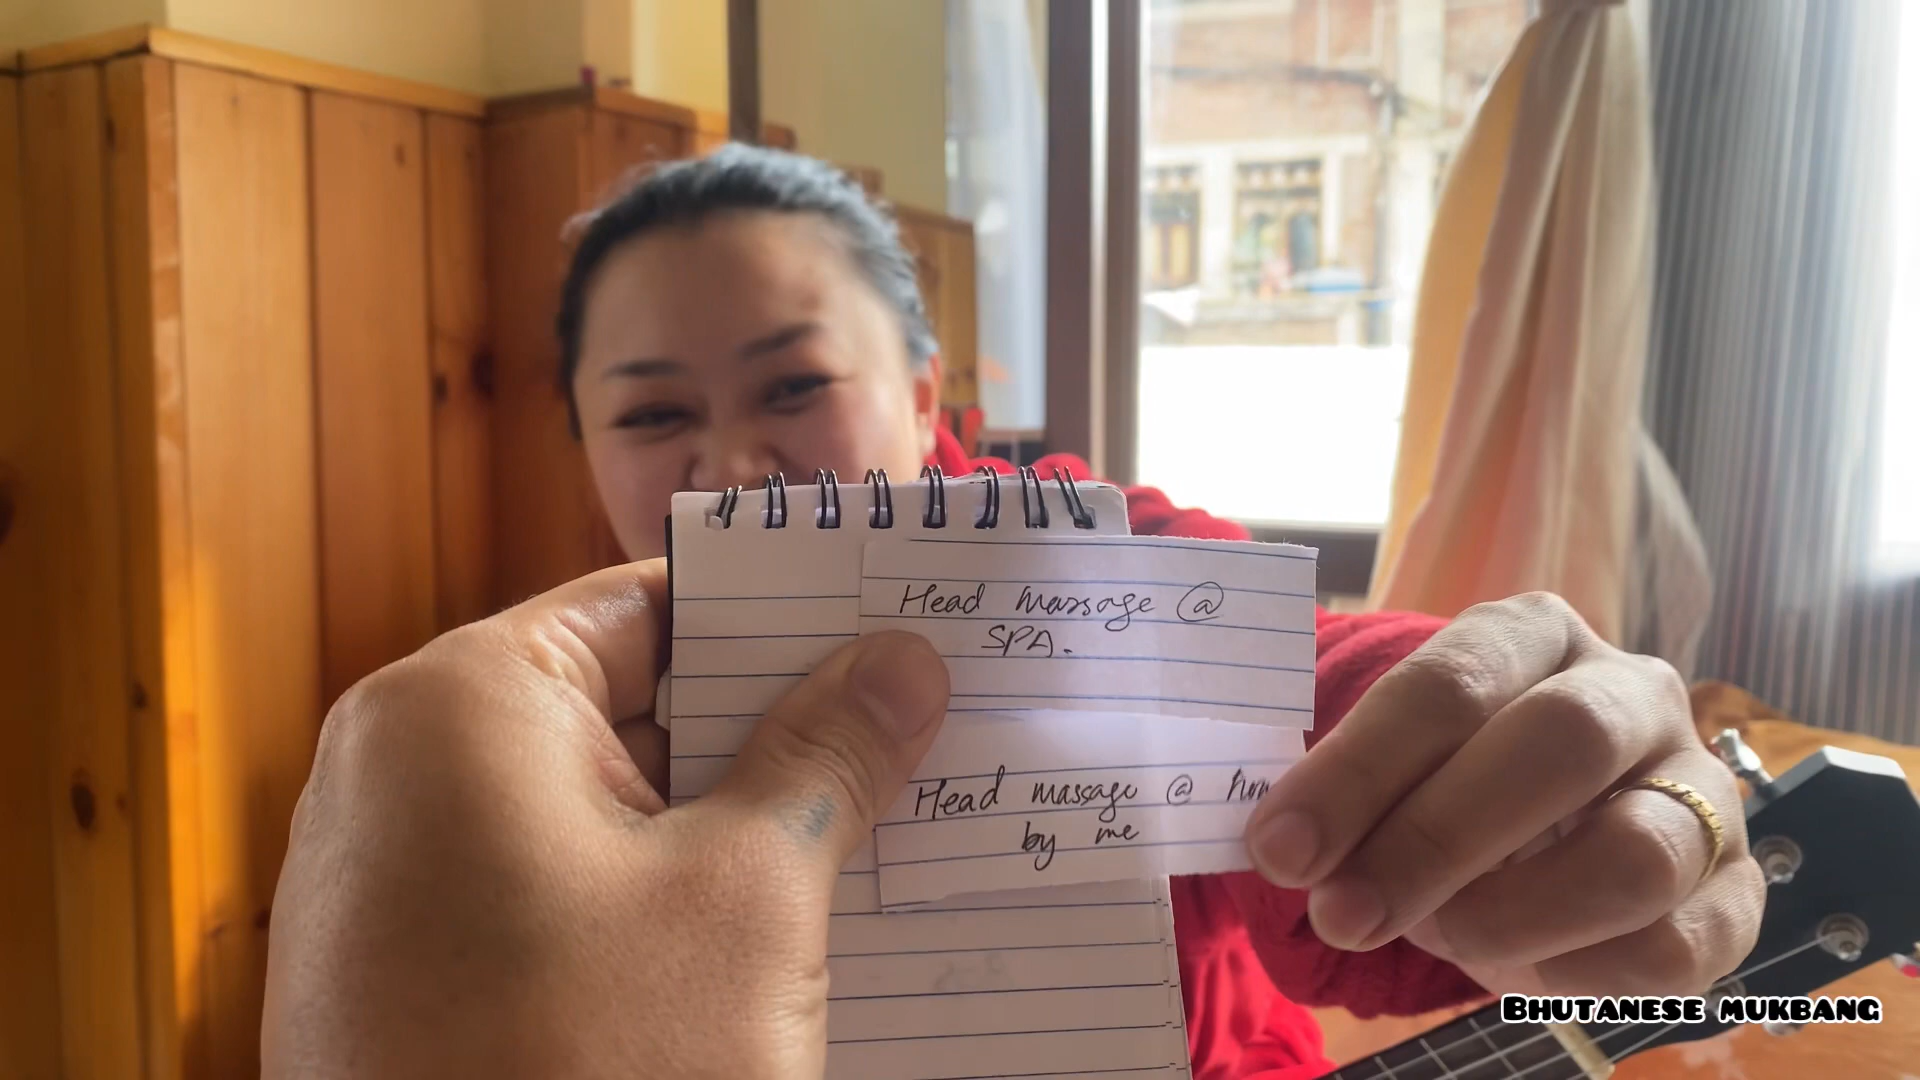 Head massage @
SPA.
Head massage @
by me
BHUTANESE MUKBANG